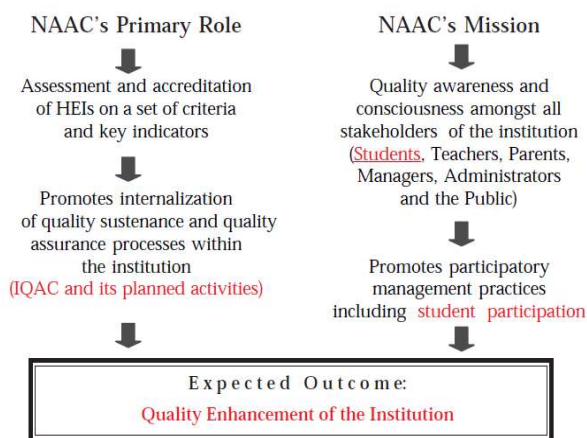 NAAC's Primary Role
Assessment and accreditation
of HEIs on a set of criteria
and key indicators
Promotes internalization
of quality sustenance and quality
assurance processes within
the institution
(IQAC and its planned activities)
NAAC's Mission
Quality awareness and
consciousness amongst all
stakeholders of the institution
(Students, Teachers, Parents,
Managers, Administrators
and the Public)
Promotes participatory
management practices
including student participation
Expected Outcome:
Quality Enhancement of the Institution